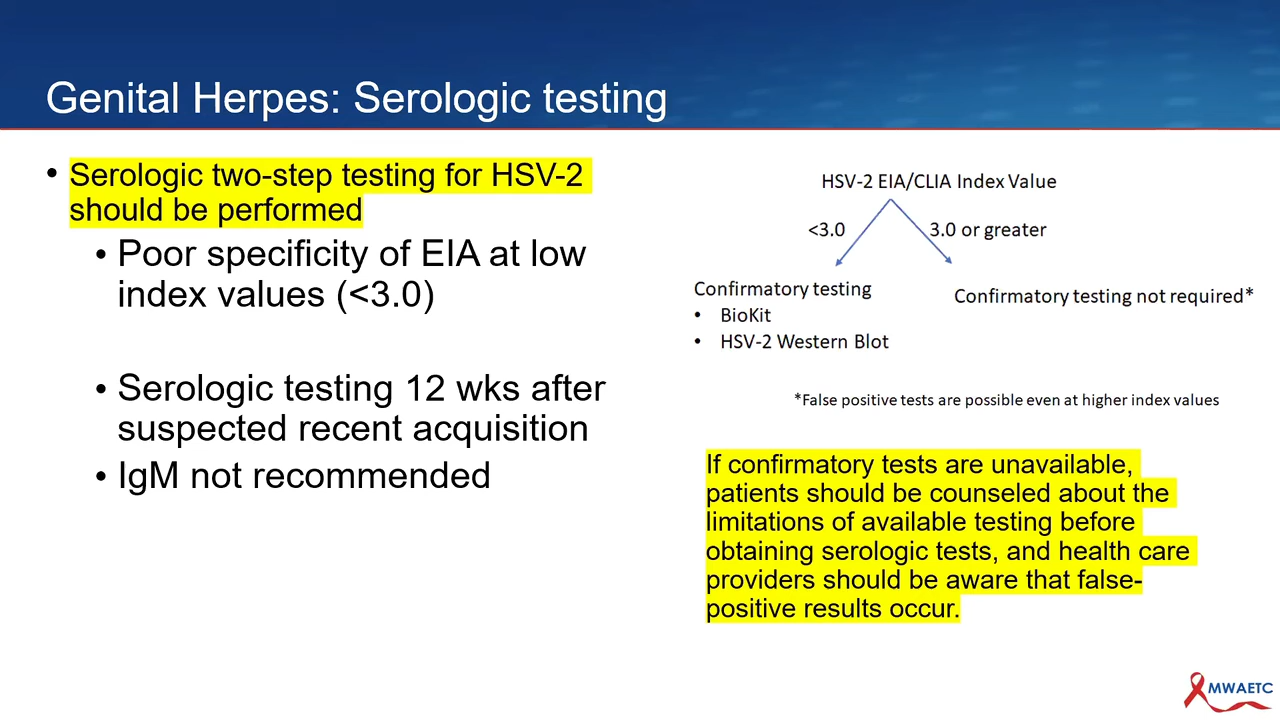 Genital Herpes: Serologic testing
• Serologic two-step testing for HSV-2
should be performed
• Poor specificity of EIA at low
index values (<3.0)
• Serologic testing 12 wks after
suspected recent acquisition
• IgM not recommended
HSV-2 EIA/CLIA Index Value
<3.0
3.0 or greater
Confirmatory testing
• BioKit
• HSV-2 Western Blot
Confirmatory testing not required*
*False positive tests are possible even at higher index values
If confirmatory tests are unavailable,
patients should be counseled about the
limitations of available testing before
obtaining serologic tests, and health care
providers should be aware that false-
positive results occur.
MWAETC